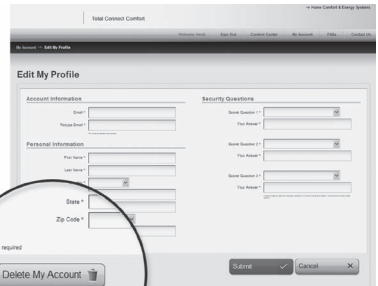 Home Comfort & Energy Systems
Total Connect Comfort
Sign Out Contact Center My Account FAQs Contact Us
My Account Edit My Profile
Edit My Profile
Account Information
Email *
Retype Email *
Personal Information
First Name *
Last Name *
State *
Zip Code *
required
Delete My Account
Security Questions
Secret Question 1 *
Your Answer *
Secret Question 2 *
Your Answer *
Secret Question 3 *
Your Answer *
Submit
Cancel